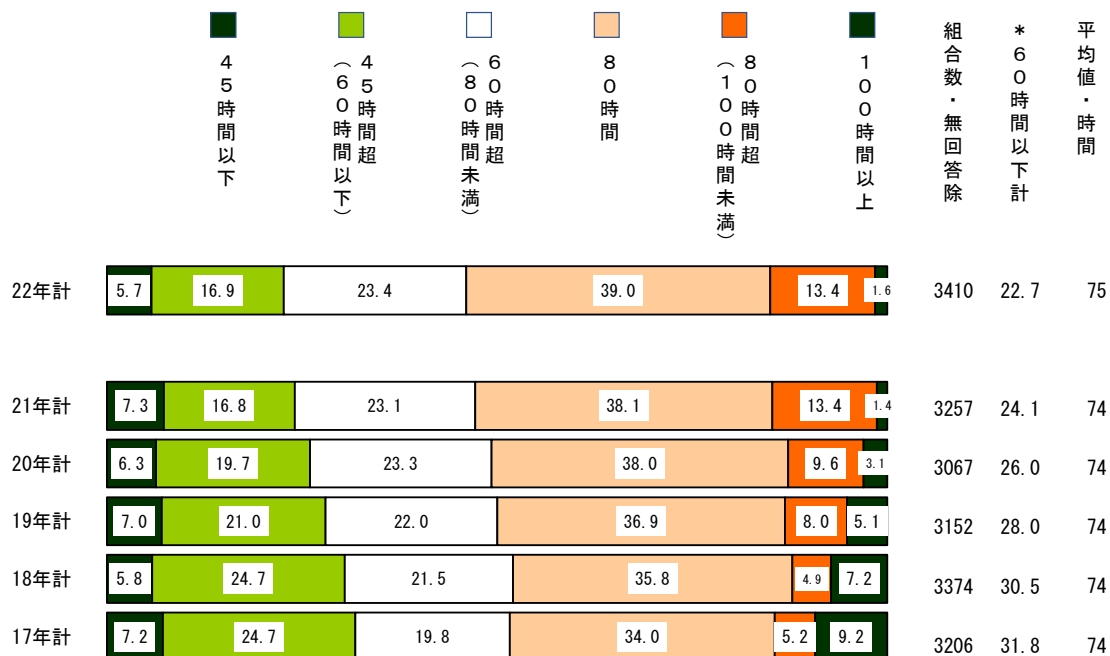 45時間以下
45時間超
(60時間以下)
60時間超
(80時間未満)
80時間
80時間超
(100時間未満)
100時間以上
組合数・無回答除
*60時間以下計
平均値・時間
22年計 5.7 16.9 23.4 39.0 13.4 1.6 3410 22.7 75
21年計 7.3 16.8 23.1 38.1 13.4 1.4 3257 24.1 74
20年計 6.3 19.7 23.3 38.0 9.6 3.1 3067 26.0 74
19年計 7.0 21.0 22.0 36.9 8.0 5.1 3152 28.0 74
18年計 5.8 24.7 21.5 35.8 4.9 7.2 3374 30.5 74
17年計 7.2 24.7 19.8 34.0 5.2 9.2 3206 31.8 74